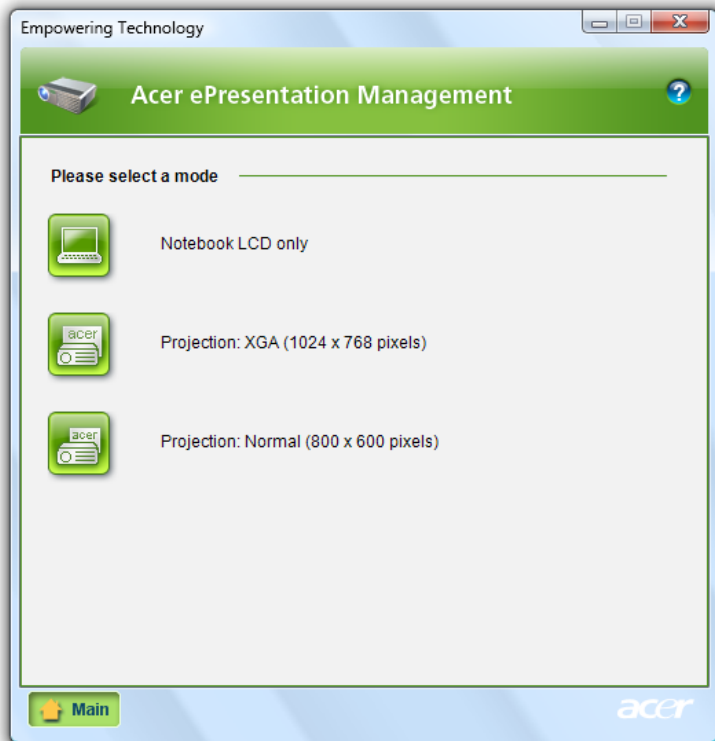 Empowering Technology
Acer ePresentation Management
?
Please select a mode
Notebook LCD only
acer
Projection: XGA (1024 x 768 pixels)
acer
Projection: Normal (800 x 600 pixels)
Main
acer